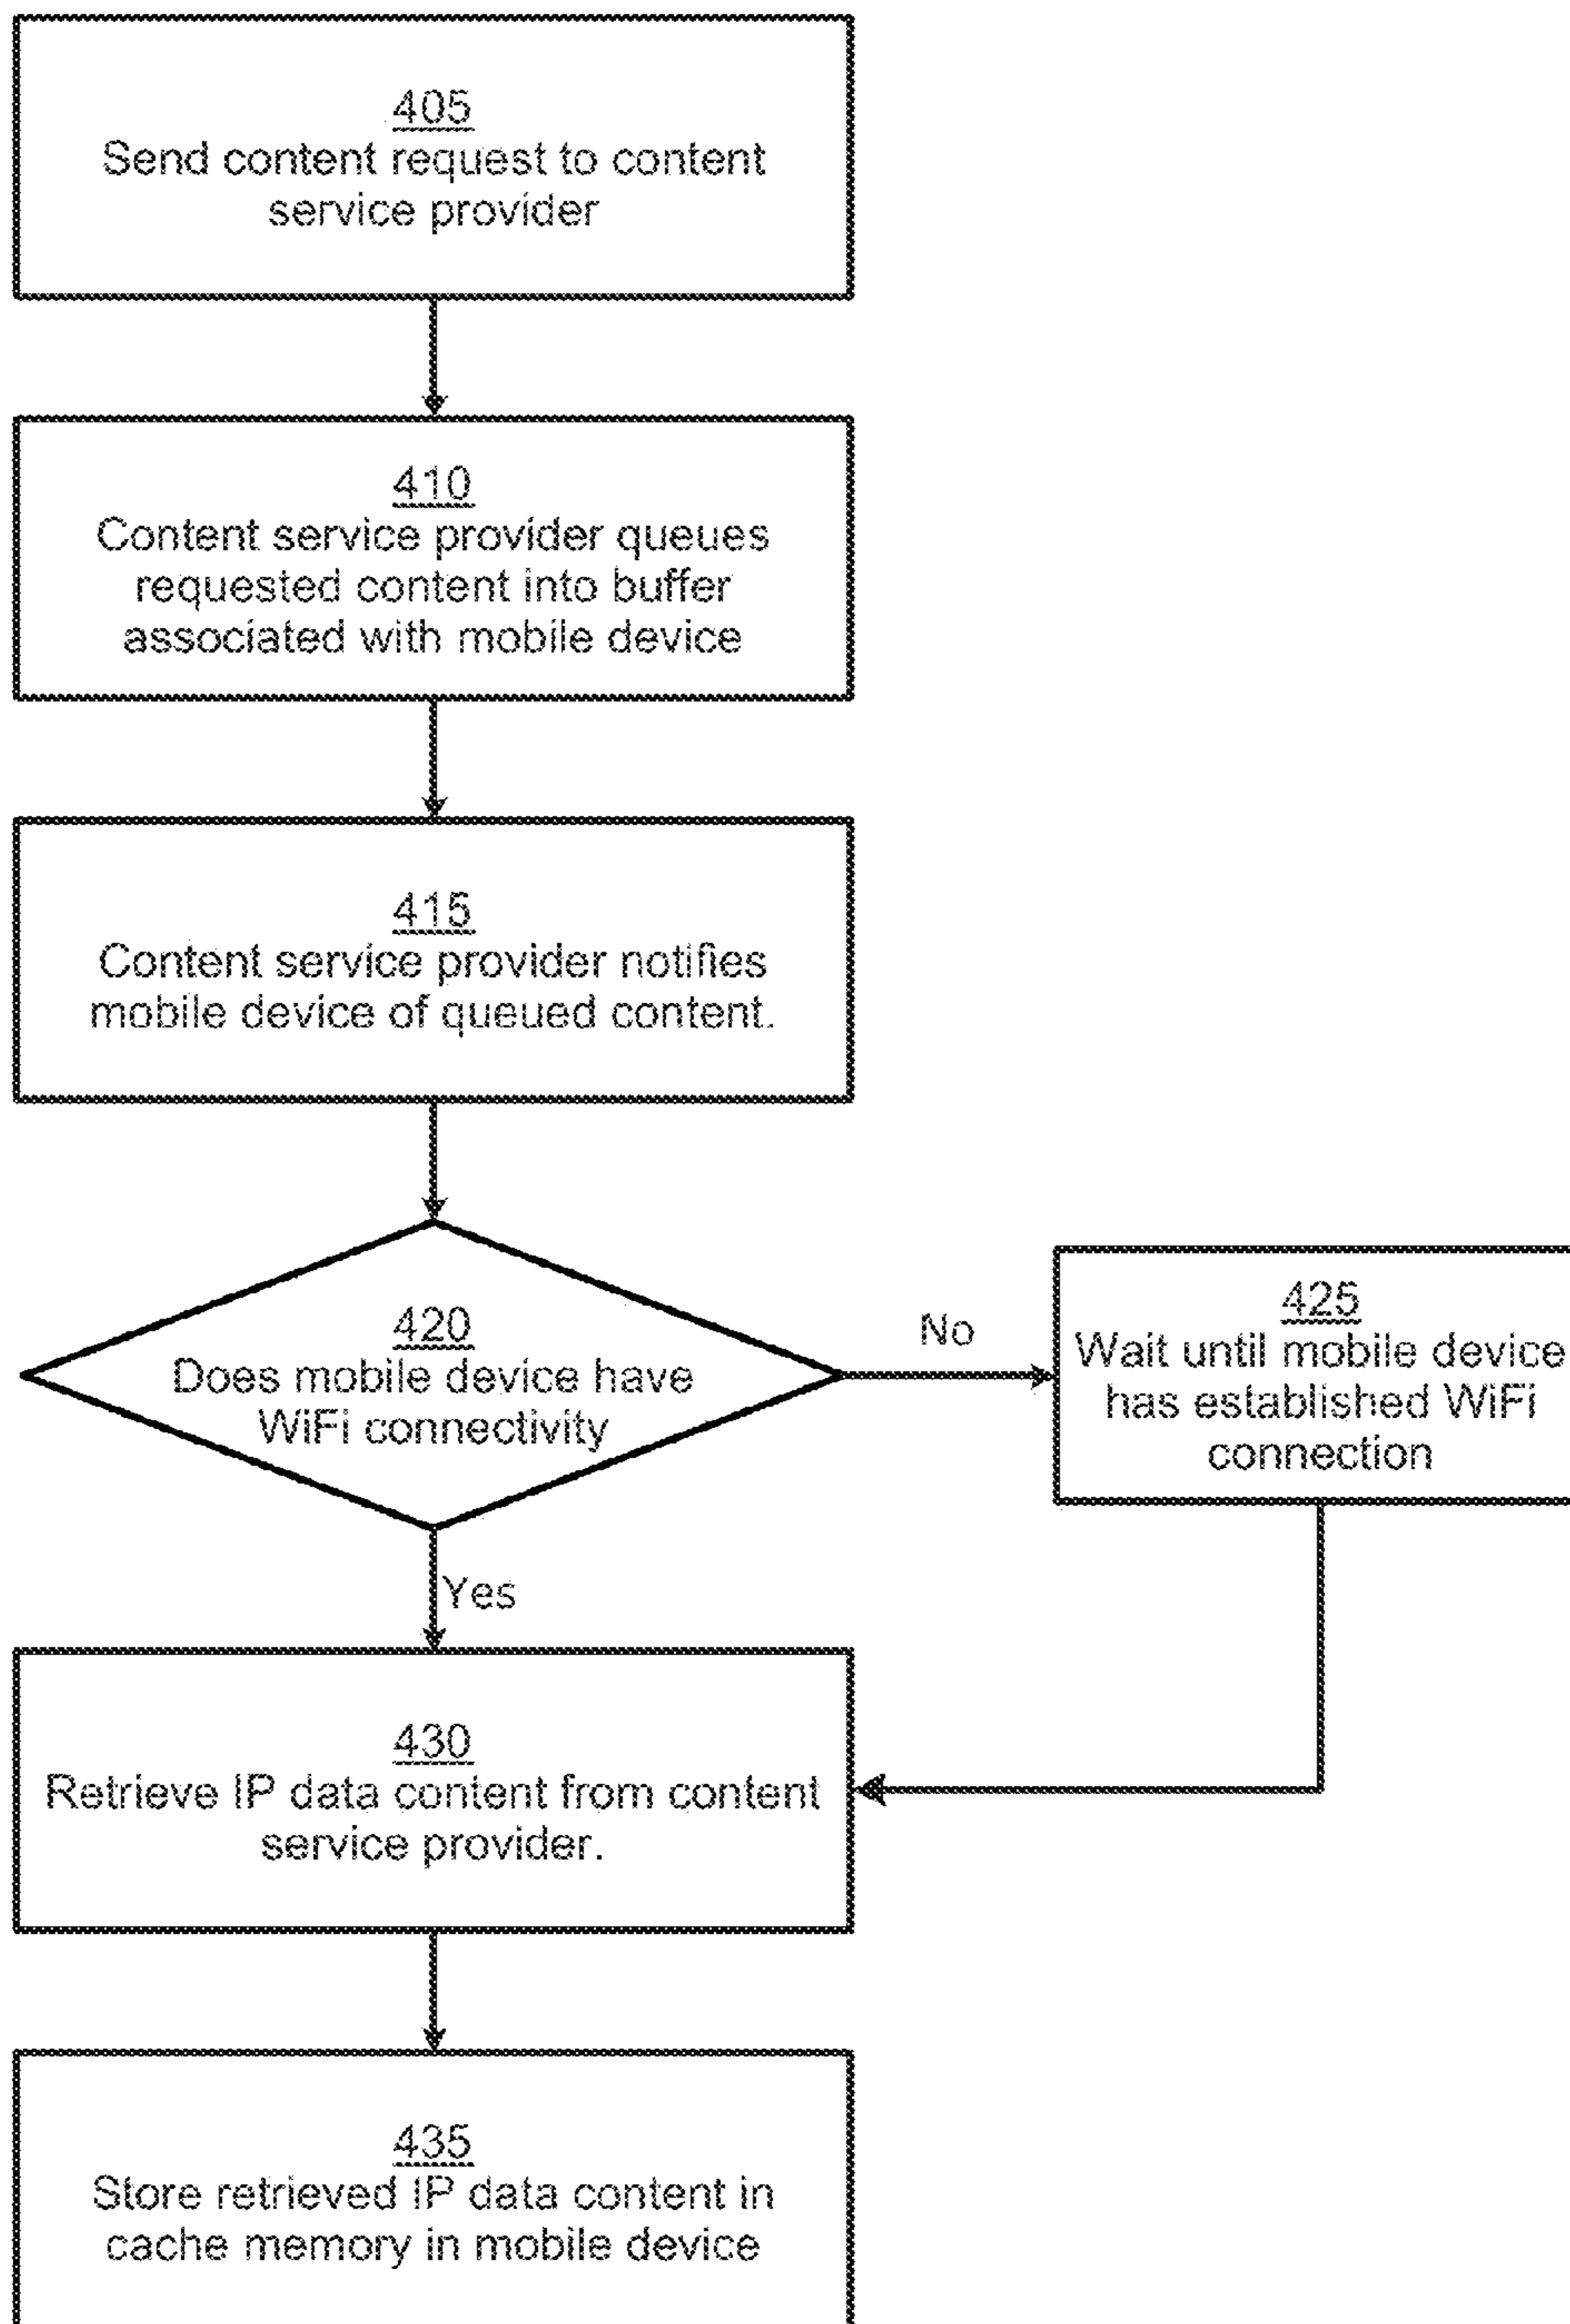 405
Send content request to content
service provider
410
Content service provider queues
requested content into buffer
associated with mobile device
415
Content service provider notifies
mobile device of queued content.
420
Does mobile device have
WiFi connectivity
No
425
Wait until mobile device
has established WiFi
connection
Yes
430
Retrieve IP data content from content
service provider.
435
Store retrieved IP data content in
cache memory in mobile device